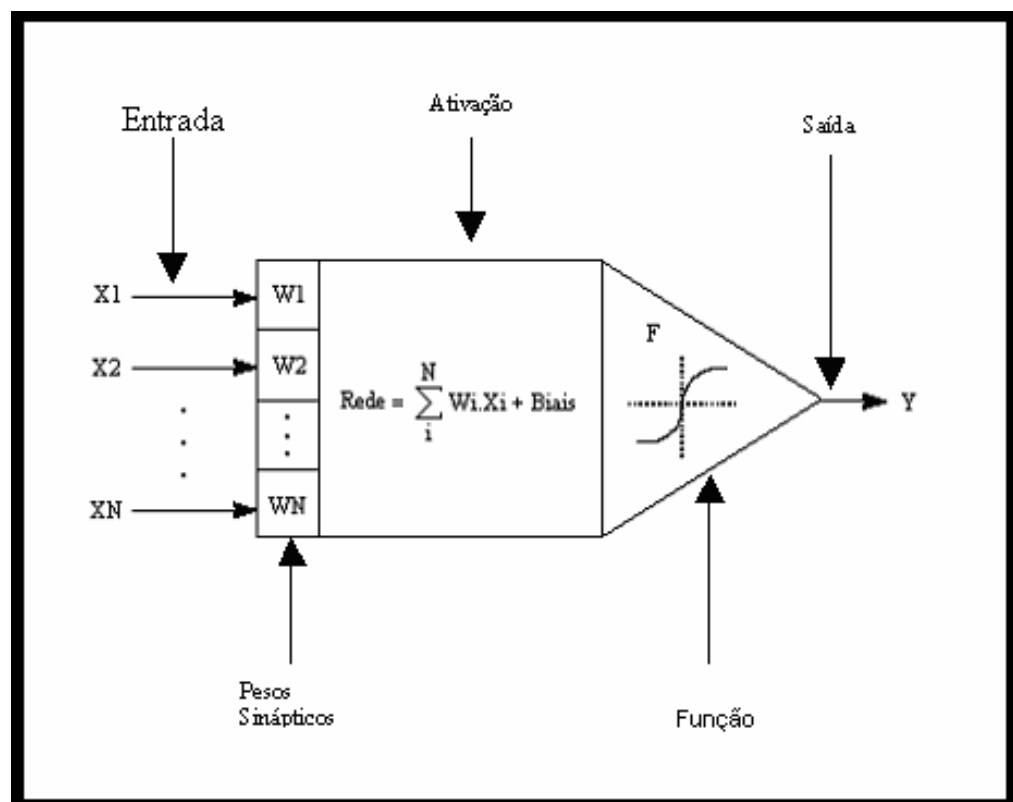 Entrada
Ativação
Saída
X1
W1
X2
W2
F
N
Rede = ∑ Wi.Xi + Biais
i
Y
XN
WN
Pesos
Sinápticos
Função